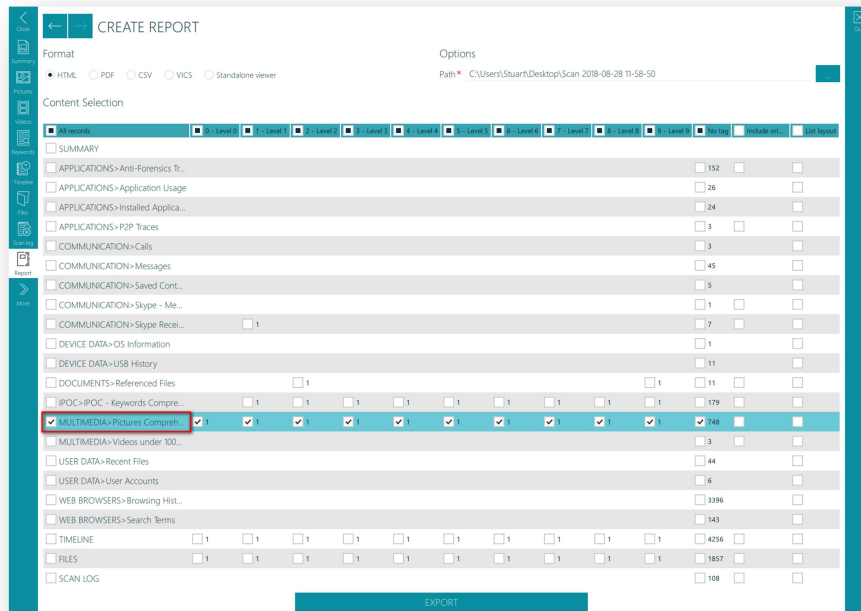 Close
Summary
Pictures
Videos
Keywords
Timeline
Files
Scan log
Report
More
CREATE REPORT
Format
HTML PDF CSV VICS Standalone viewer
Options
Path* C:\Users\Stuart\Desktop\Scan 2018-08-28 11-58-50
...
Content Selection
All records 0 - Level 0 1 - Level 1 2 - Level 2 3 - Level 3 4 - Level 4 5 - Level 5 6 - Level 6 7 - Level 7 8 - Level 8 9 - Level 9 No tag Include ori... List layout
SUMMARY
APPLICATIONS>Anti-Forensics Tr... 152
APPLICATIONS>Application Usage 26
APPLICATIONS>Installed Applica... 24
APPLICATIONS>P2P Traces 3
COMMUNICATION>Calls 3
COMMUNICATION>Messages 45
COMMUNICATION>Saved Cont... 5
COMMUNICATION>Skype - Me... 1
COMMUNICATION>Skype Recei... 1 7
DEVICE DATA>OS Information 1
DEVICE DATA>USB History 11
DOCUMENTS>Referenced Files 1 1 11
IPOC>IPOC - Keywords Compre... 1 1 1 1 1 1 1 1 1 179
MULTIMEDIA>Pictures Compreh... 1 1 1 1 1 1 1 1 1 1 748
MULTIMEDIA>Videos under 100... 3
USER DATA>Recent Files 44
USER DATA>User Accounts 6
WEB BROWSERS>Browsing Hist... 3396
WEB BROWSERS>Search Terms 143
TIMELINE 1 1 1 1 1 1 1 1 1 1 4256
FILES 1 1 1 1 1 1 1 1 1 1 1857
SCAN LOG 108
EXPORT